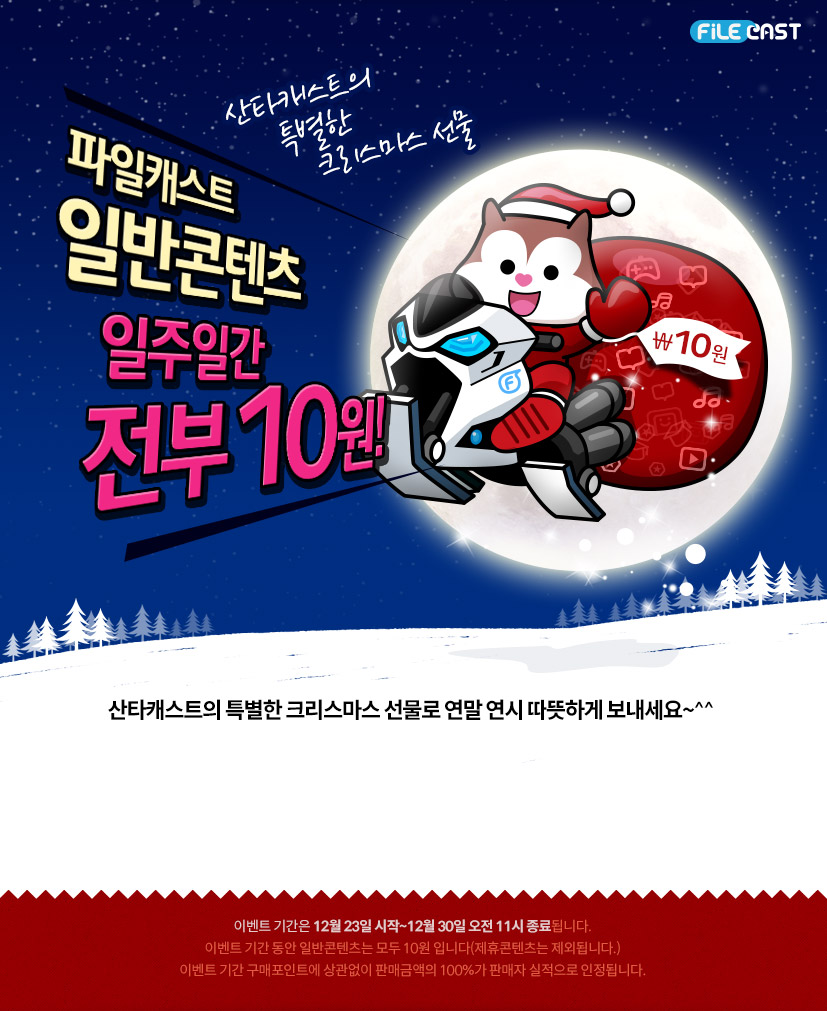 FiLE CAST
산타캐스트의
특별한
크리스마스 선물
파일캐스트
일반콘텐츠
일주일간
전부 10원!
₩10원
산타캐스트의 특별한 크리스마스 선물로 연말 연시 따뜻하게 보내세요~^^
이벤트 기간은 12월 23일 시작~12월 30일 오전 11시 종료됩니다.
이벤트 기간 동안 일반콘텐츠는 모두 10원 입니다(제휴콘텐츠는 제외됩니다.)
이벤트 기간 구매포인트에 상관없이 판매금액의 100%가 판매자 실적으로 인정됩니다.